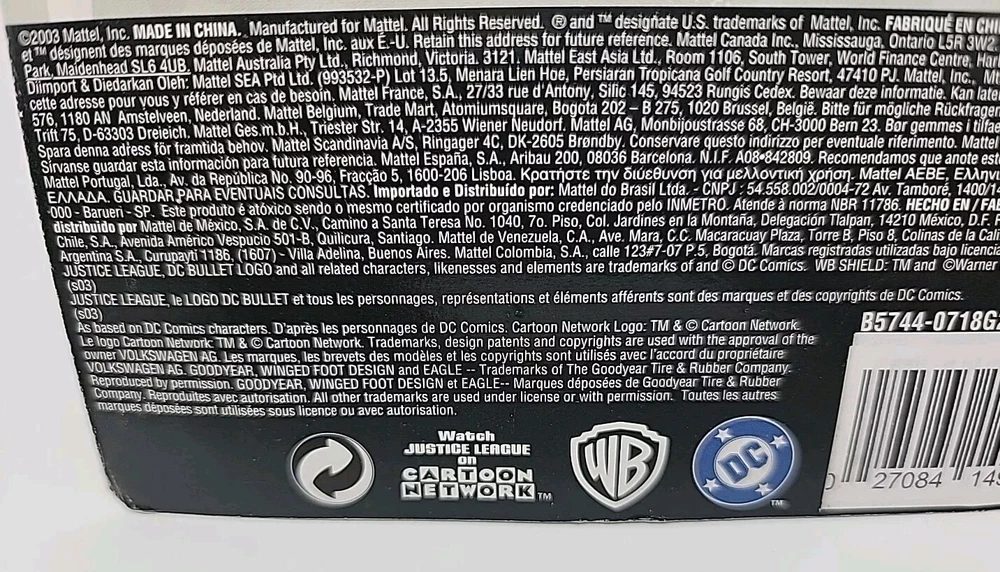 ©2003 Mattel, Inc. MADE IN CHINA. Manufactured for Mattel. All Rights Reserved. ® and ™ designate U.S. trademarks of Mattel, Inc. FABRIQUÉ EN
et ™ désignent des marques déposées de Mattel, Inc. aux É.-U. Retain this address for future reference. Mattel Canada Inc., Mississauga, Ontario L5R 3W2
Park, Maidenhead SL6 4UB. Mattel Australia Pty Ltd., Richmond, Victoria. 3121. Mattel East Asia Ltd., Room 1106, South Tower, World Finance Centre,
Diimport & Diedarkan Oleh: Mattel SEA Ptd Ltd. (993532-P) Lot 13.5, Menara Lien Hoe, Persiaran Tropicana Golf Country Resort, 47410 PJ. Mattel, Inc.,
cette adresse pour vous y référer en cas de besoin. Mattel France, S.A., 27/33 rue d'Antony, Silic 145, 94523 Rungis Cedex. Bewaar deze informatie. Kan
576, 1180 AN Amstelveen, Nederland. Mattel Belgium, Trade Mart, Atomiumsquare, Bogota 202 – B 275, 1020 Brussel, België. Bitte für mögliche
Trift 75, D-63303 Dreieich. Mattel Ges.m.b.H., Triester Str. 14, A-2355 Wiener Neudorf. Mattel AG, Monbijoustrasse 68, CH-3000 Bern 23. Bør gemmes i
Spara denna adress för framtida behov. Mattel Scandinavia A/S, Ringager 4C, DK-2605 Brøndby. Conservare questo indirizzo per eventuale riferimento. Mattel
Sírvanse guardar esta información para futura referencia. Mattel España, S.A., Aribau 200, 08036 Barcelona. N.I.F. A08-842809. Recomendamos que anote
Mattel Portugal, Lda., Av. da República No. 90-96, Fracção 5, 1600-206 Lisboa. Κρατήστε την διεύθυνση για μελλοντική χρήση. Mattel AEBE,
ΕΛΛΑΔΑ. GUARDAR PARA EVENTUAIS CONSULTAS. Importado e Distribuído por: Mattel do Brasil Ltda. - CNPJ : 54.558.002/0004-72 Av. Tamboré,
-000 - Barueri - SP. Este produto é atóxico sendo o mesmo certificado por organismo credenciado pelo INMETRO. Atende à norma NBR 11786. HECHO EN /
distribuido por Mattel de México, S.A. de C.V., Camino a Santa Teresa No. 1040, 7o. Piso, Col. Jardines en la Montaña, Delegación Tlalpan, 14210 México, D.F.
Chile, S.A., Avenida Américo Vespucio 501-B, Quilicura, Santiago. Mattel de Venezuela, C.A., Ave. Mara, C.C. Macaracuay Plaza, Torre B, Piso 8, Colinas de la
Argentina S.A., Curupaytí 1186, (1607) - Villa Adelina, Buenos Aires. Mattel Colombia, S.A., calle 123#7-07 P.5, Bogotá. Marcas registradas utilizadas bajo
JUSTICE LEAGUE, DC BULLET LOGO and all related characters, likenesses and elements are trademarks of and © DC Comics. WB SHIELD: TM and ©Warner
(s03)
JUSTICE LEAGUE, le LOGO DC BULLET et tous les personnages, représentations et éléments afférents sont des marques et des copyrights de DC Comics.
(s03)
As based on DC Comics characters. D'après les personnages de DC Comics. Cartoon Network Logo: TM & © Cartoon Network.
Le logo Cartoon Network: TM & © Cartoon Network. Trademarks, design patents and copyrights are used with the approval of the
owner VOLKSWAGEN AG. Les marques, les brevets des modèles et les copyrights sont utilisés avec l'accord du propriétaire
VOLKSWAGEN AG. GOODYEAR, WINGED FOOT DESIGN and EAGLE -- Trademarks of The Goodyear Tire & Rubber Company.
Reproduced by permission. GOODYEAR, WINGED FOOT DESIGN et EAGLE-- Marques déposées de Goodyear Tire & Rubber
Company. Reproduites avec autorisation. All other trademarks are used under license or with permission. Toutes les autres
marques déposées sont utilisées sous licence ou avec autorisation.
B5744-0718G
Watch
JUSTICE LEAGUE
on
CARTOON
NETWORK™
WB
DC
TM
0 27084 14